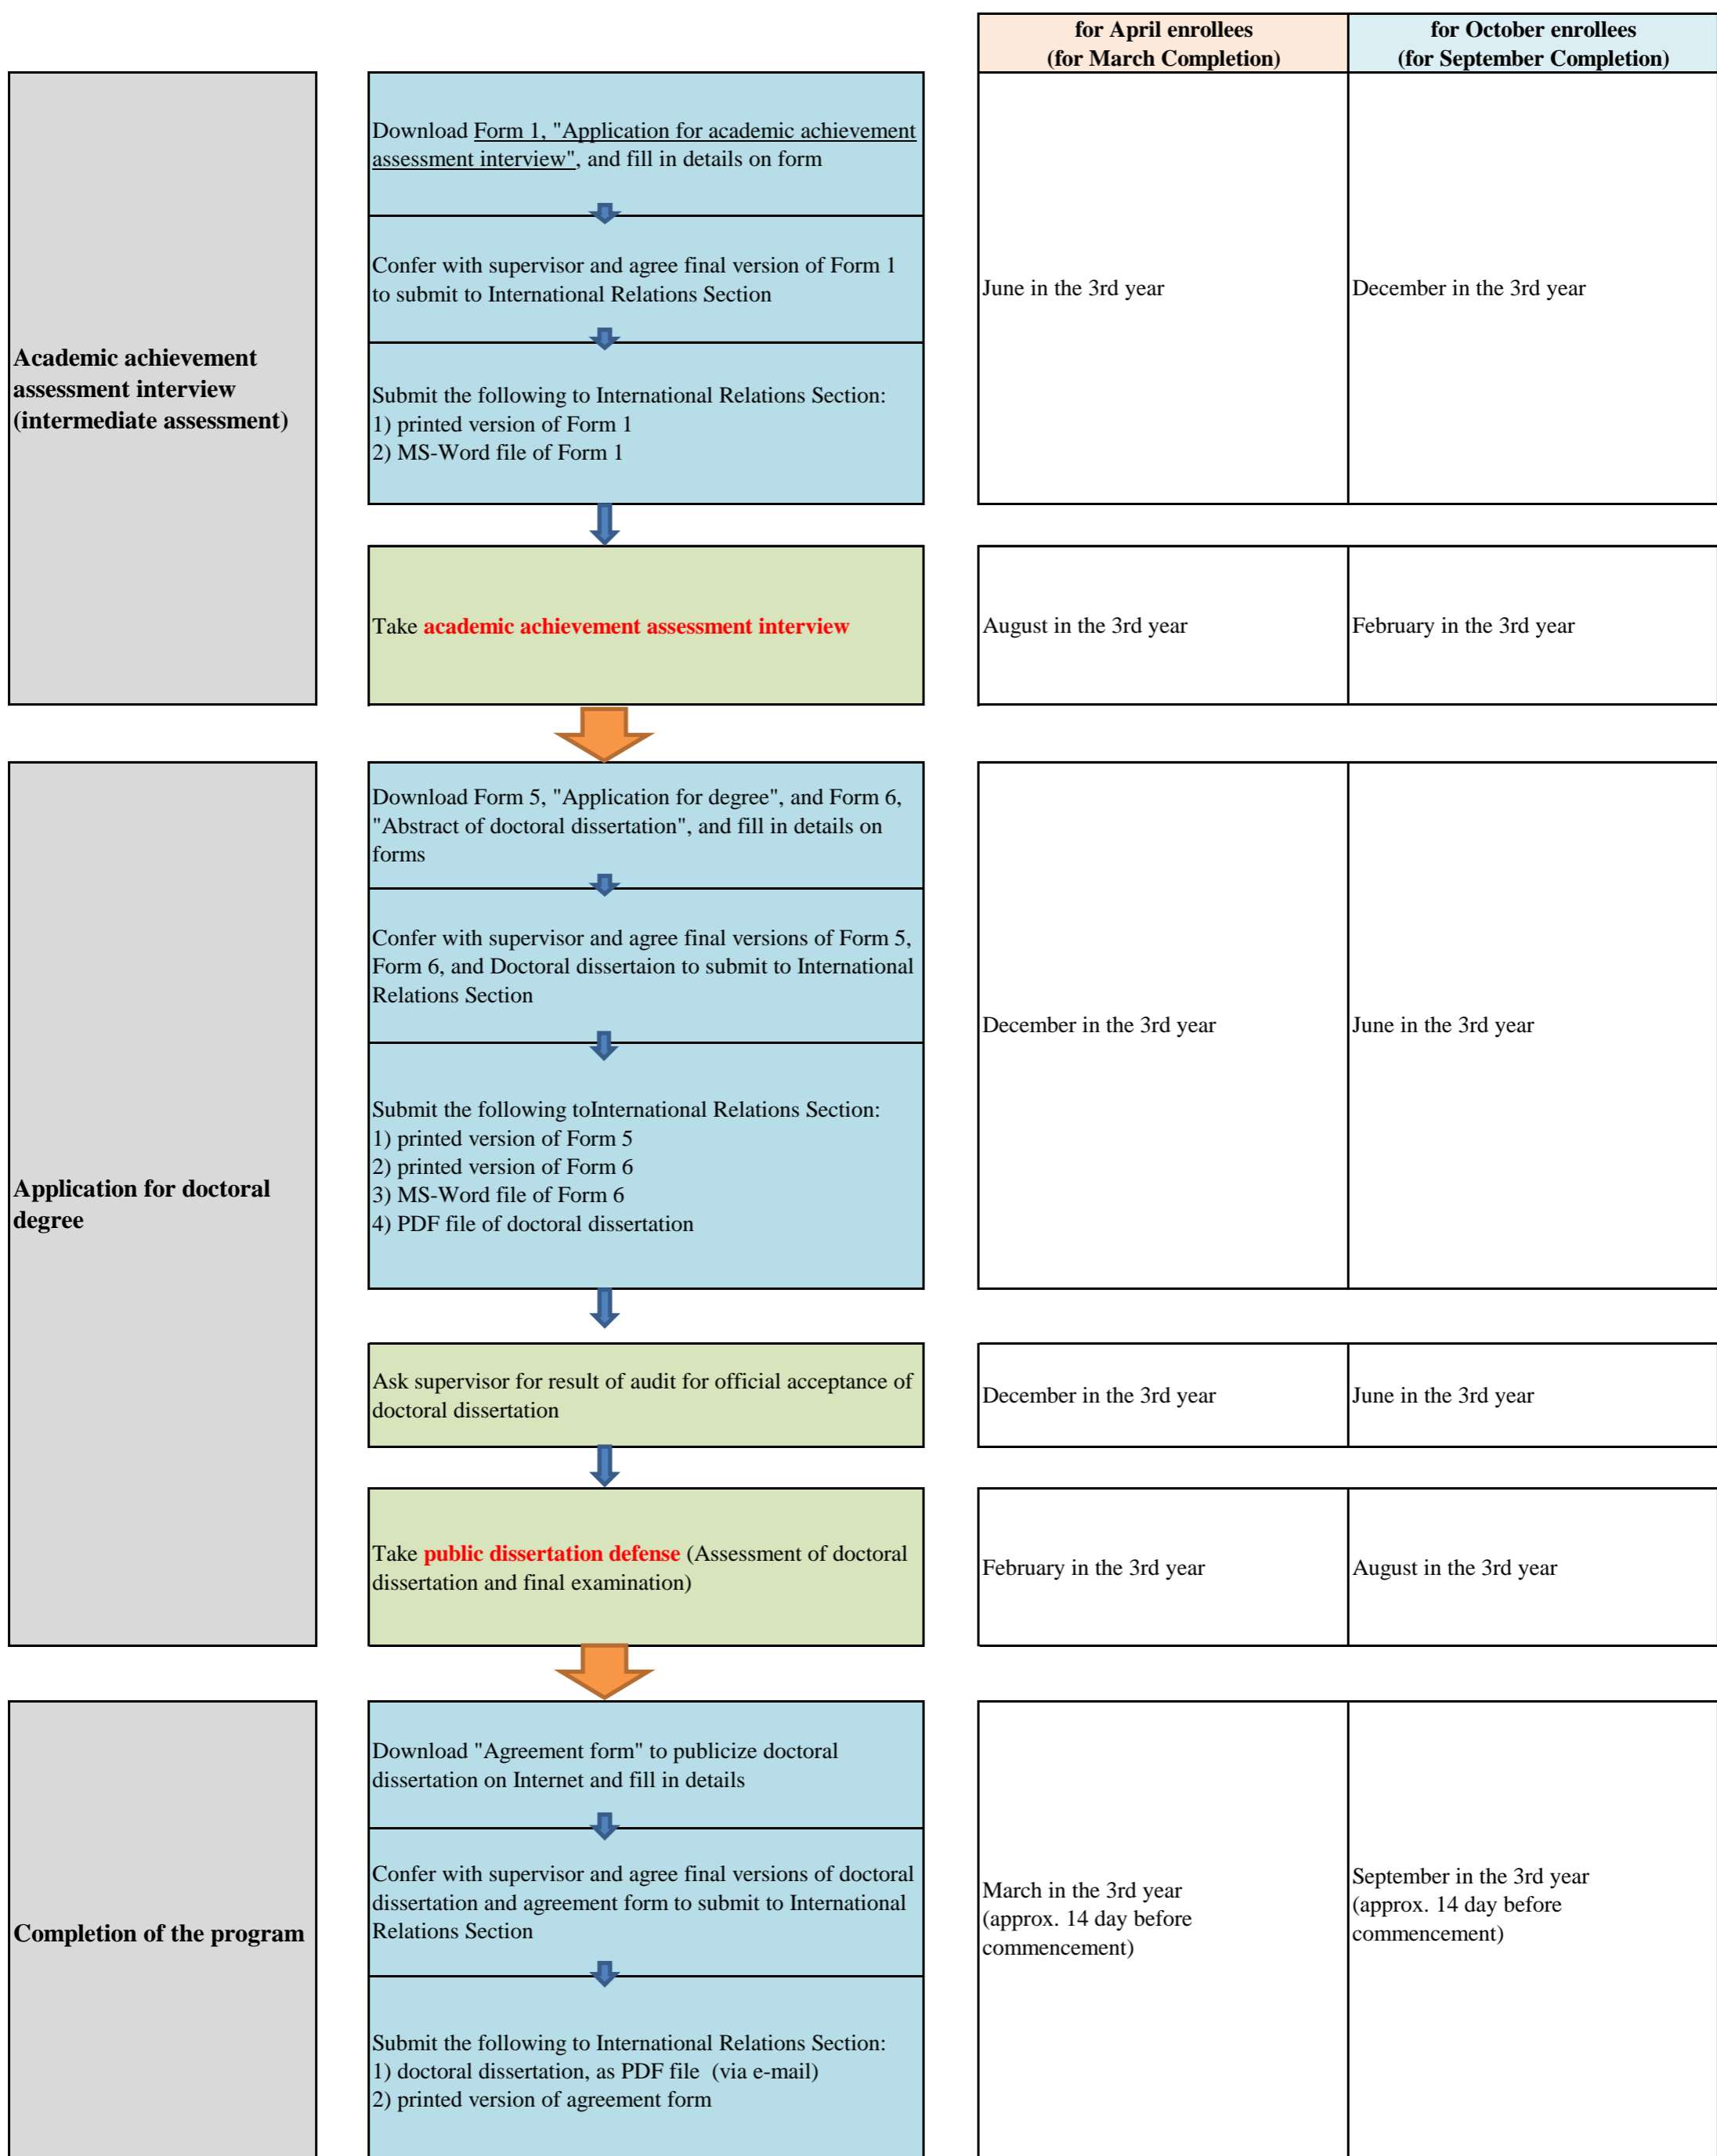 for April enrollees
(for March Completion)
for October enrollees
(for September Completion)
Academic achievement
assessment interview
(intermediate assessment)
Download Form 1, "Application for academic achievement
assessment interview", and fill in details on form
Confer with supervisor and agree final version of Form 1
to submit to International Relations Section
Submit the following to International Relations Section:
1) printed version of Form 1
2) MS-Word file of Form 1
June in the 3rd year
December in the 3rd year
Take academic achievement assessment interview
August in the 3rd year
February in the 3rd year
Application for doctoral
degree
Download Form 5, "Application for degree", and Form 6,
"Abstract of doctoral dissertation", and fill in details on
forms
Confer with supervisor and agree final versions of Form 5,
Form 6, and Doctoral dissertaion to submit to International
Relations Section
Submit the following toInternational Relations Section:
1) printed version of Form 5
2) printed version of Form 6
3) MS-Word file of Form 6
4) PDF file of doctoral dissertation
December in the 3rd year
June in the 3rd year
Ask supervisor for result of audit for official acceptance of
doctoral dissertation
December in the 3rd year
June in the 3rd year
Take public dissertation defense (Assessment of doctoral
dissertation and final examination)
February in the 3rd year
August in the 3rd year
Completion of the program
Download "Agreement form" to publicize doctoral
dissertation on Internet and fill in details
Confer with supervisor and agree final versions of doctoral
dissertation and agreement form to submit to International
Relations Section
Submit the following to International Relations Section:
1) doctoral dissertation, as PDF file  (via e-mail)
2) printed version of agreement form
March in the 3rd year
(approx. 14 day before
commencement)
September in the 3rd year
(approx. 14 day before
commencement)